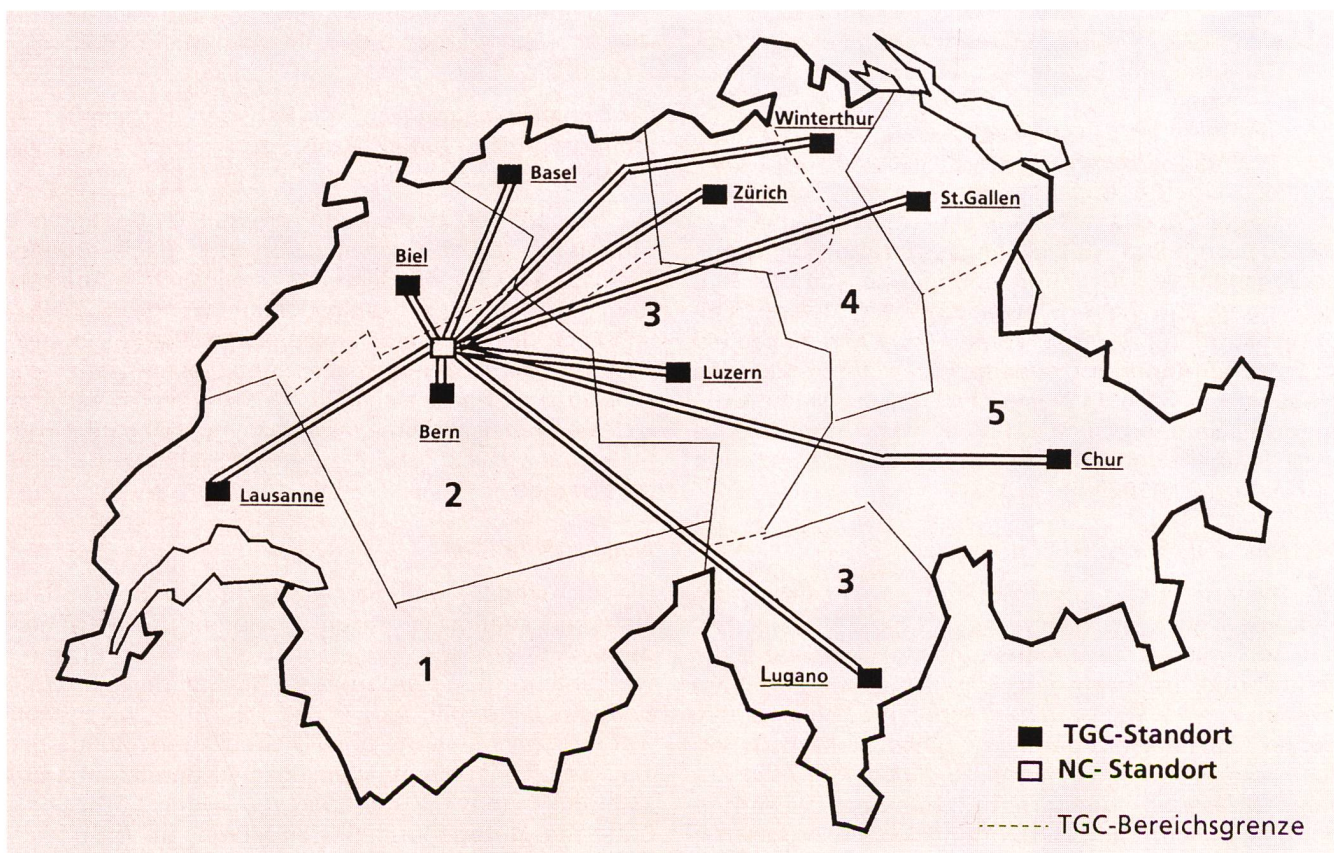 Winterthur
Basel
Zürich
St.Gallen
Biel
3
4
Luzern
5
Bern
Chur
Lausanne
2
3
1
Lugano
TGC-Standort
NC- Standort
TGC-Bereichsgrenze